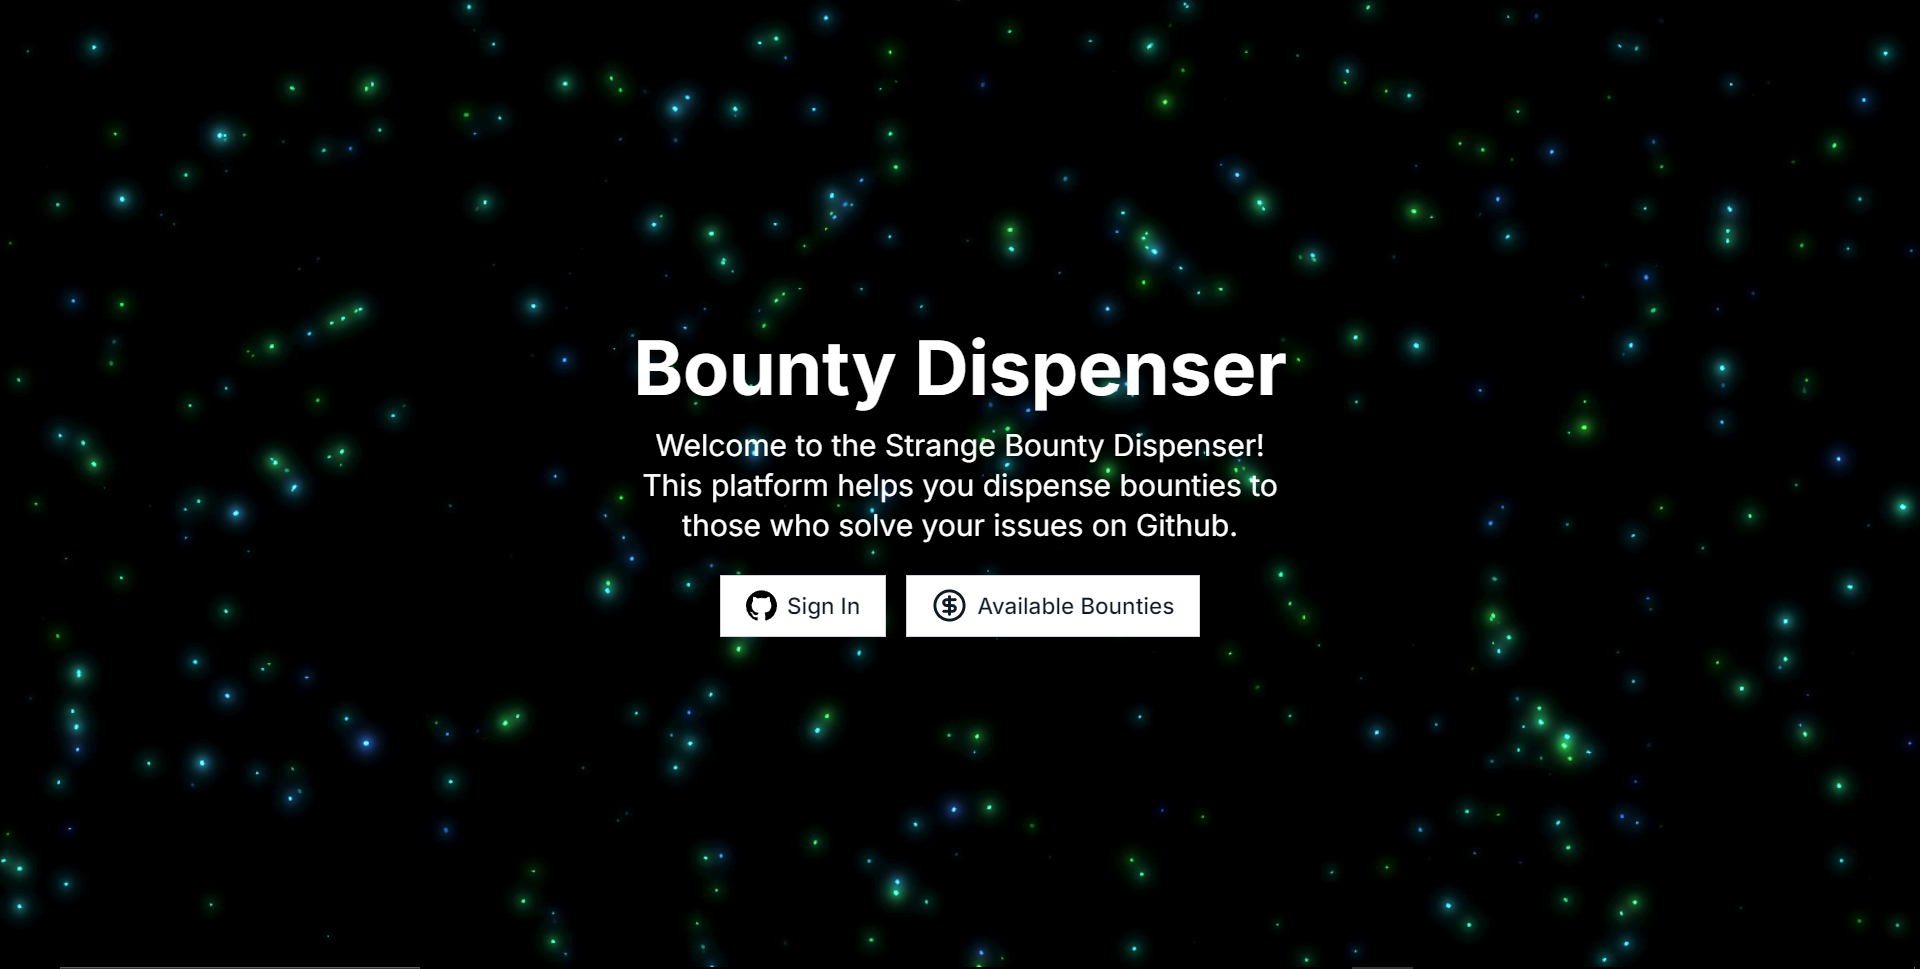 Bounty Dispenser
Welcome to the Strange Bounty Dispenser!
This platform helps you dispense bounties to
those who solve your issues on Github.
Sign In
Available Bounties